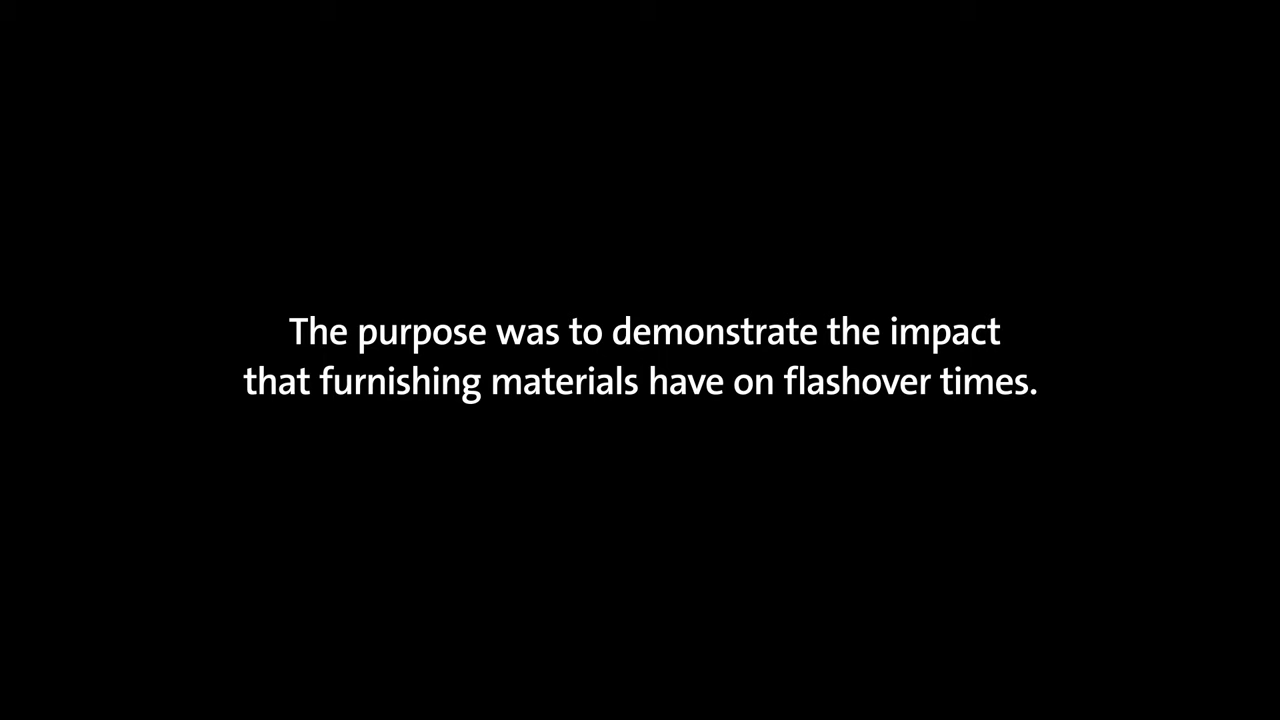 The purpose was to demonstrate the impact
that furnishing materials have on flashover times.